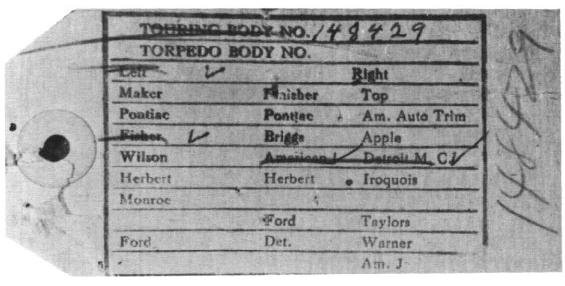 TOURING BODY NO. 148429
TORPEDO BODY NO.
Left Right
Maker Finisher Top
Pontiac Pontiac Am. Auto Trim
Fisher Briggs Apple
Wilson American Detroit M. C.
Herbert Herbert Iroquois
Monroe
Ford Taylors
Ford Det. Warner
Am. J
148429